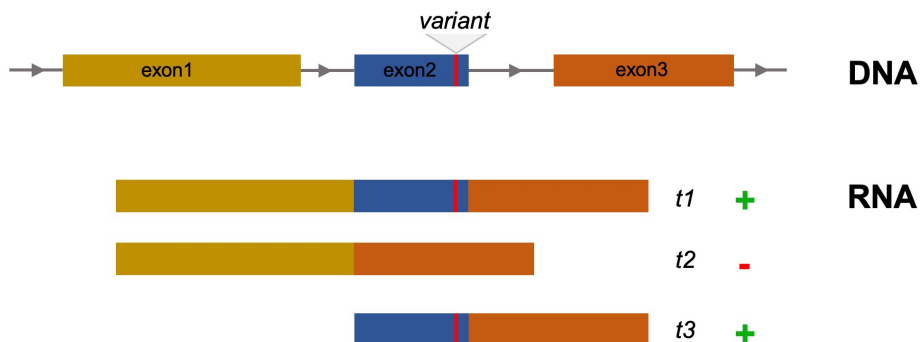 variant
exon1 exon2 exon3 DNA
t1 + RNA
t2 -
t3 +